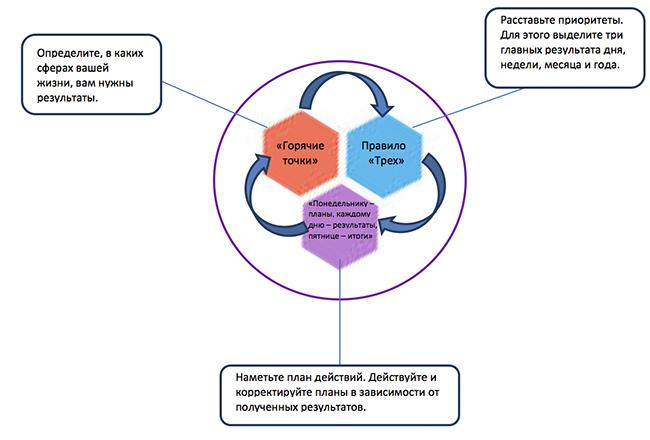 Определите, в каких
сферах вашей
жизни, вам нужны
результаты.
Расставьте приоритеты.
Для этого выделите три
главных результата дня,
недели, месяца и года.
«Горячие
точки»
Правило
«Трех»
«Понедельнику –
планы, каждому
дню – результаты,
пятнице – итоги»
Наметьте план действий. Действуйте и
корректируйте планы в зависимости от
полученных результатов.